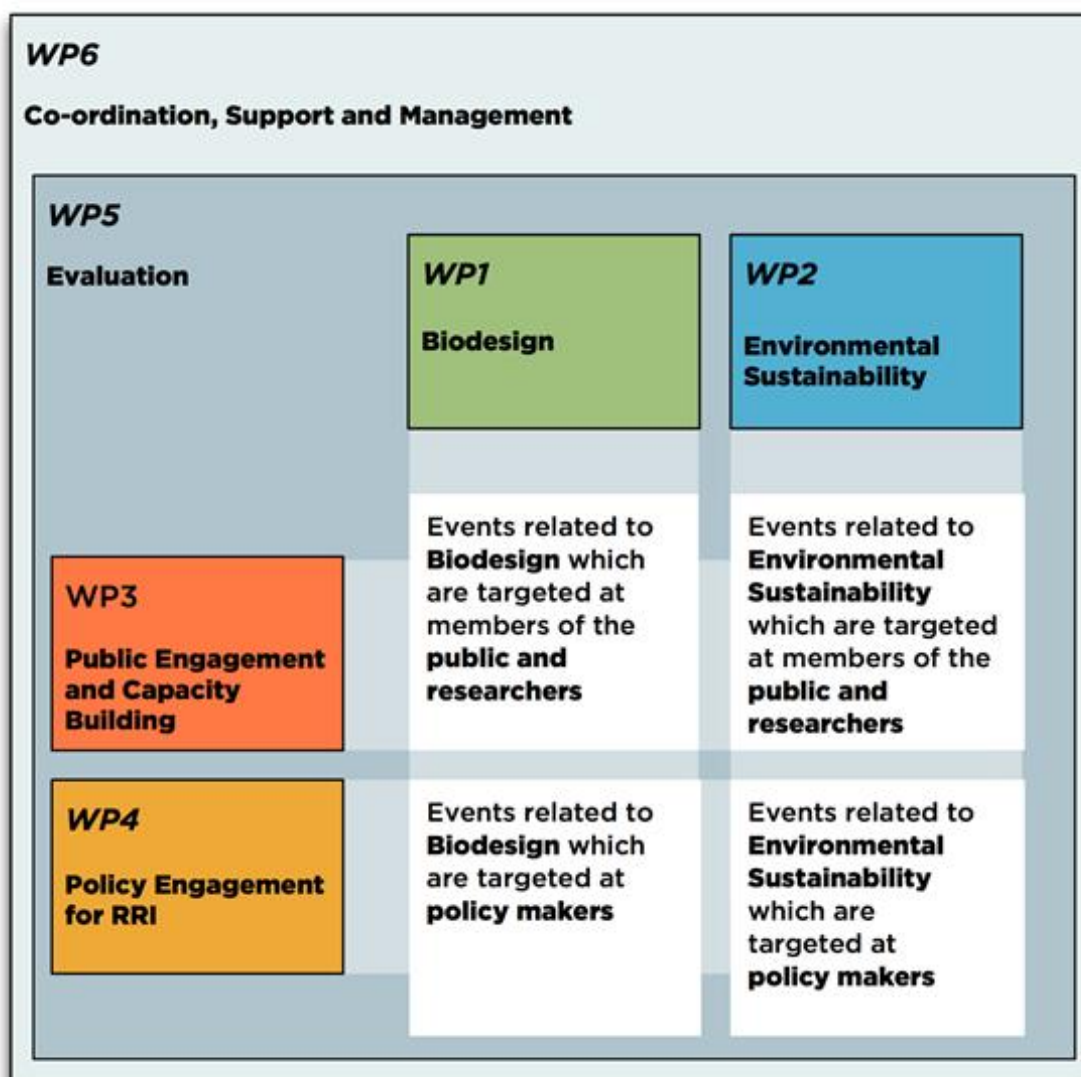 WP6
Co-ordination, Support and Management
WP5
Evaluation
WP1
Biodesign
WP2
Environmental
Sustainability
WP3
Public Engagement
and Capacity
Building
Events related to
Biodesign which
are targeted at
members of the
public and
researchers
Events related to
Environmental
Sustainability
which are targeted
at members of the
public and
researchers
WP4
Policy Engagement
for RRI
Events related to
Biodesign which
are targeted at
policy makers
Events related to
Environmental
Sustainability
which are
targeted at
policy makers